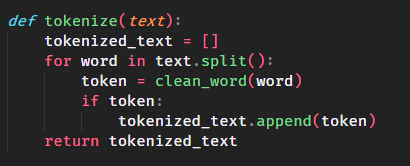 def tokenize(text):
    tokenized_text = []
    for word in text.split():
        token = clean_word(word)
        if token:
            tokenized_text.append(token)
    return tokenized_text